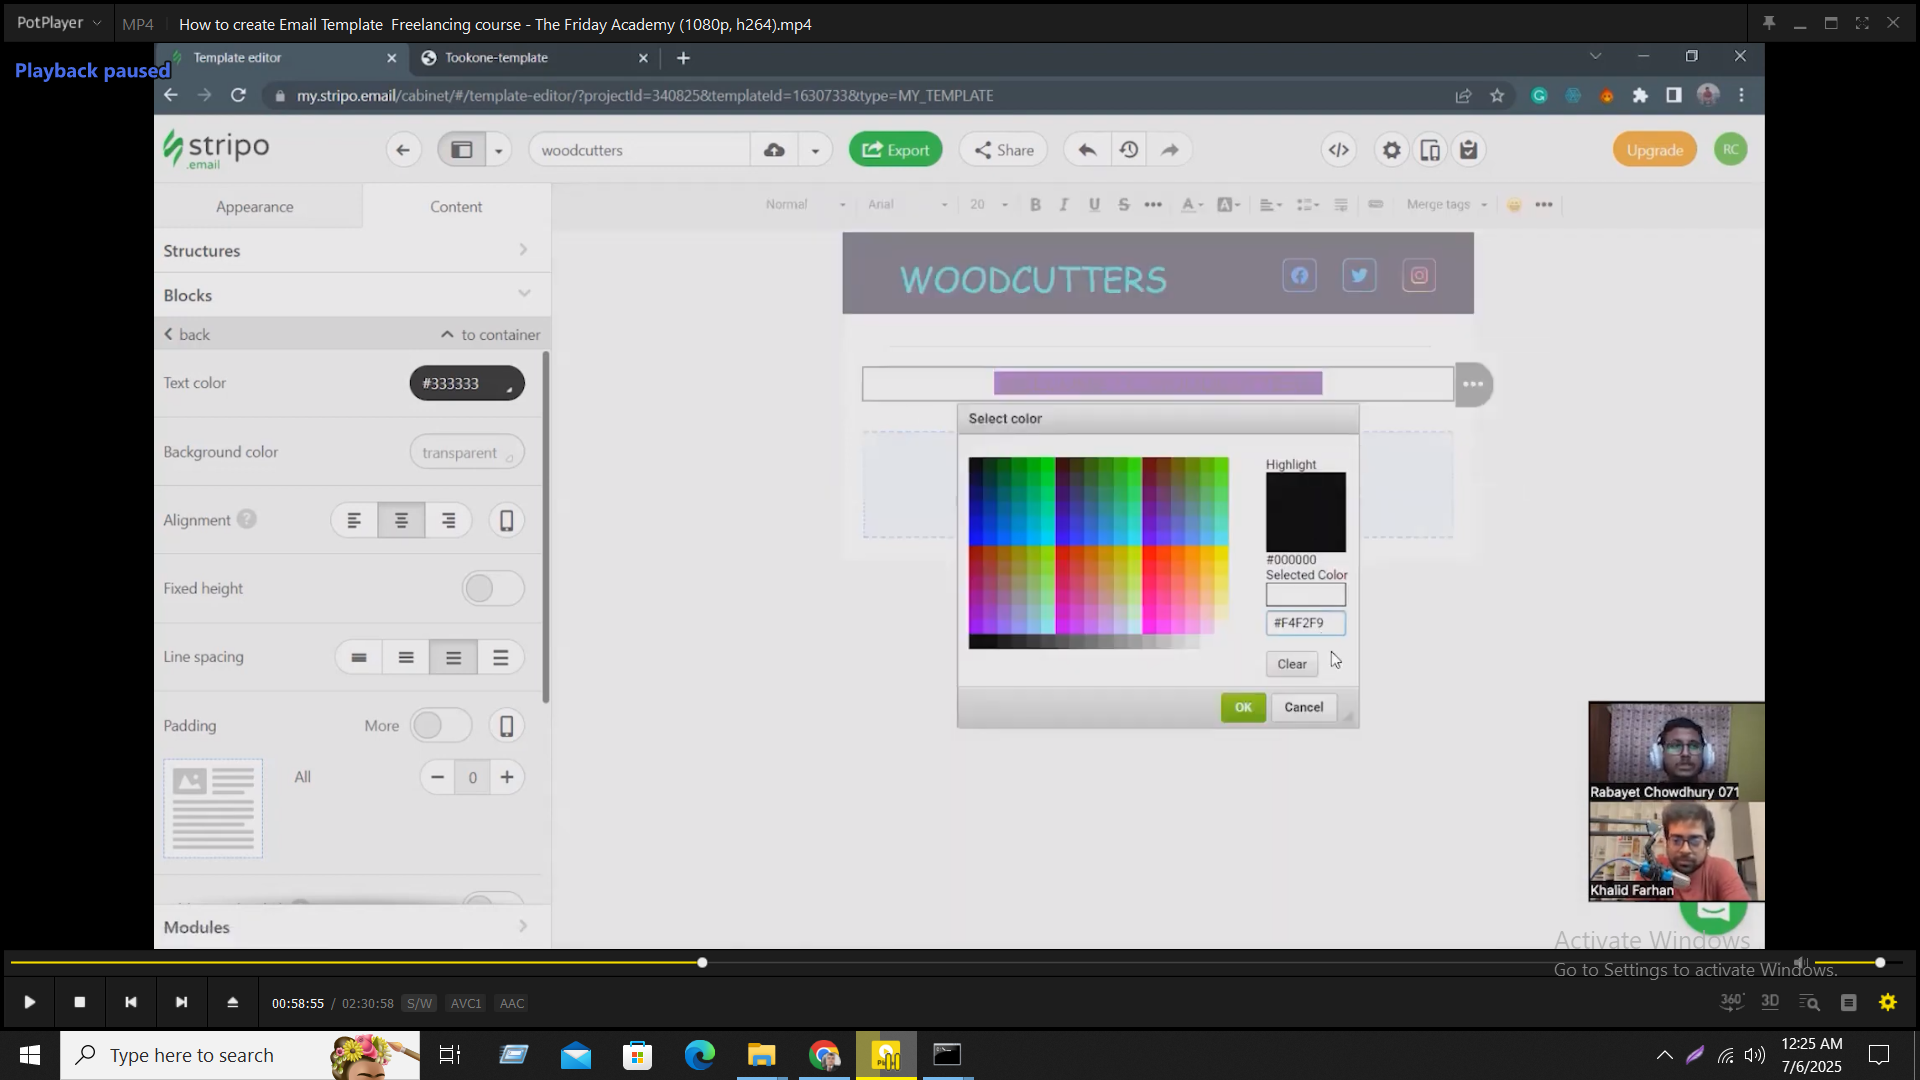 PotPlayer
MP4
How to create Email Template  Freelancing course - The Friday Academy (1080p, h264).mp4
Playback paused
Template editor
Tookone-template
my.stripo.email/cabinet/#/template-editor/?projectId=340825&templateId=1630733&type=MY_TEMPLATE
stripo
.email
woodcutters
Export
Share
Upgrade
RC
Appearance
Content
Normal
Arial
20
B
I
U
S
A
A
Merge tags
Structures
Blocks
back
to container
Text color
#333333
Background color
transparent
Alignment
?
Fixed height
Line spacing
Padding
More
All
0
Modules
WOODCUTTERS
Select color
Highlight
#000000
Selected Color
#F4F2F9
Clear
OK
Cancel
Rabayet Chowdhury 071
Khalid Farhan
Activate Windows
Go to Settings to activate Windows.
00:58:55 / 02:30:58
S/W
AVC1
AAC
360°
3D
Type here to search
12:25 AM
7/6/2025